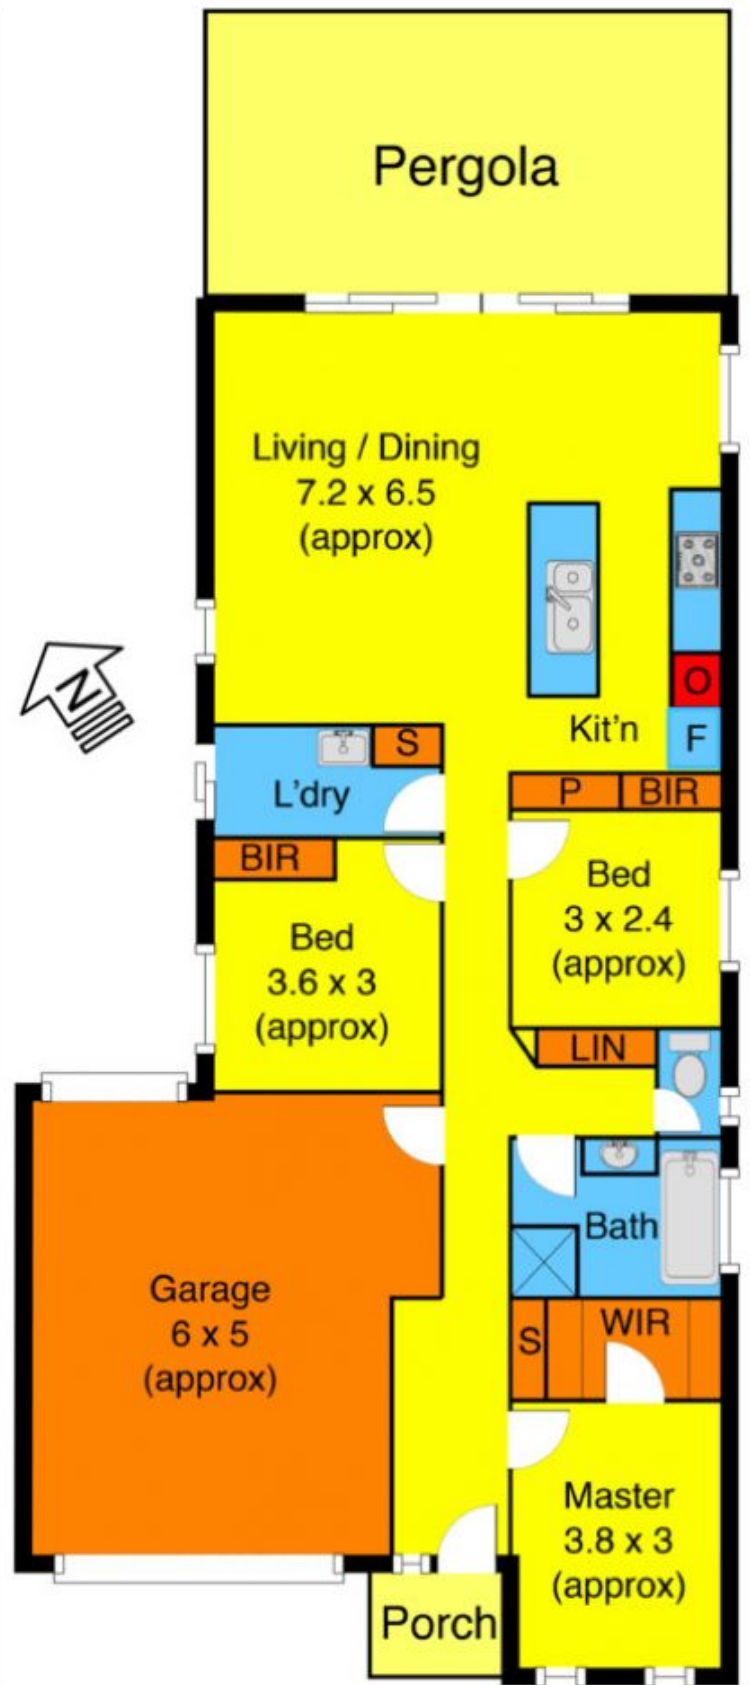 Pergola
Living / Dining
7.2 x 6.5
(approx)
O
Kit'n
F
N
S
L'dry
P
BIR
BIR
Bed
3 x 2.4
(approx)
Bed
3.6 x 3
(approx)
LIN
Bath
Garage
6 x 5
(approx)
S
WIR
Master
3.8 x 3
(approx)
Porch